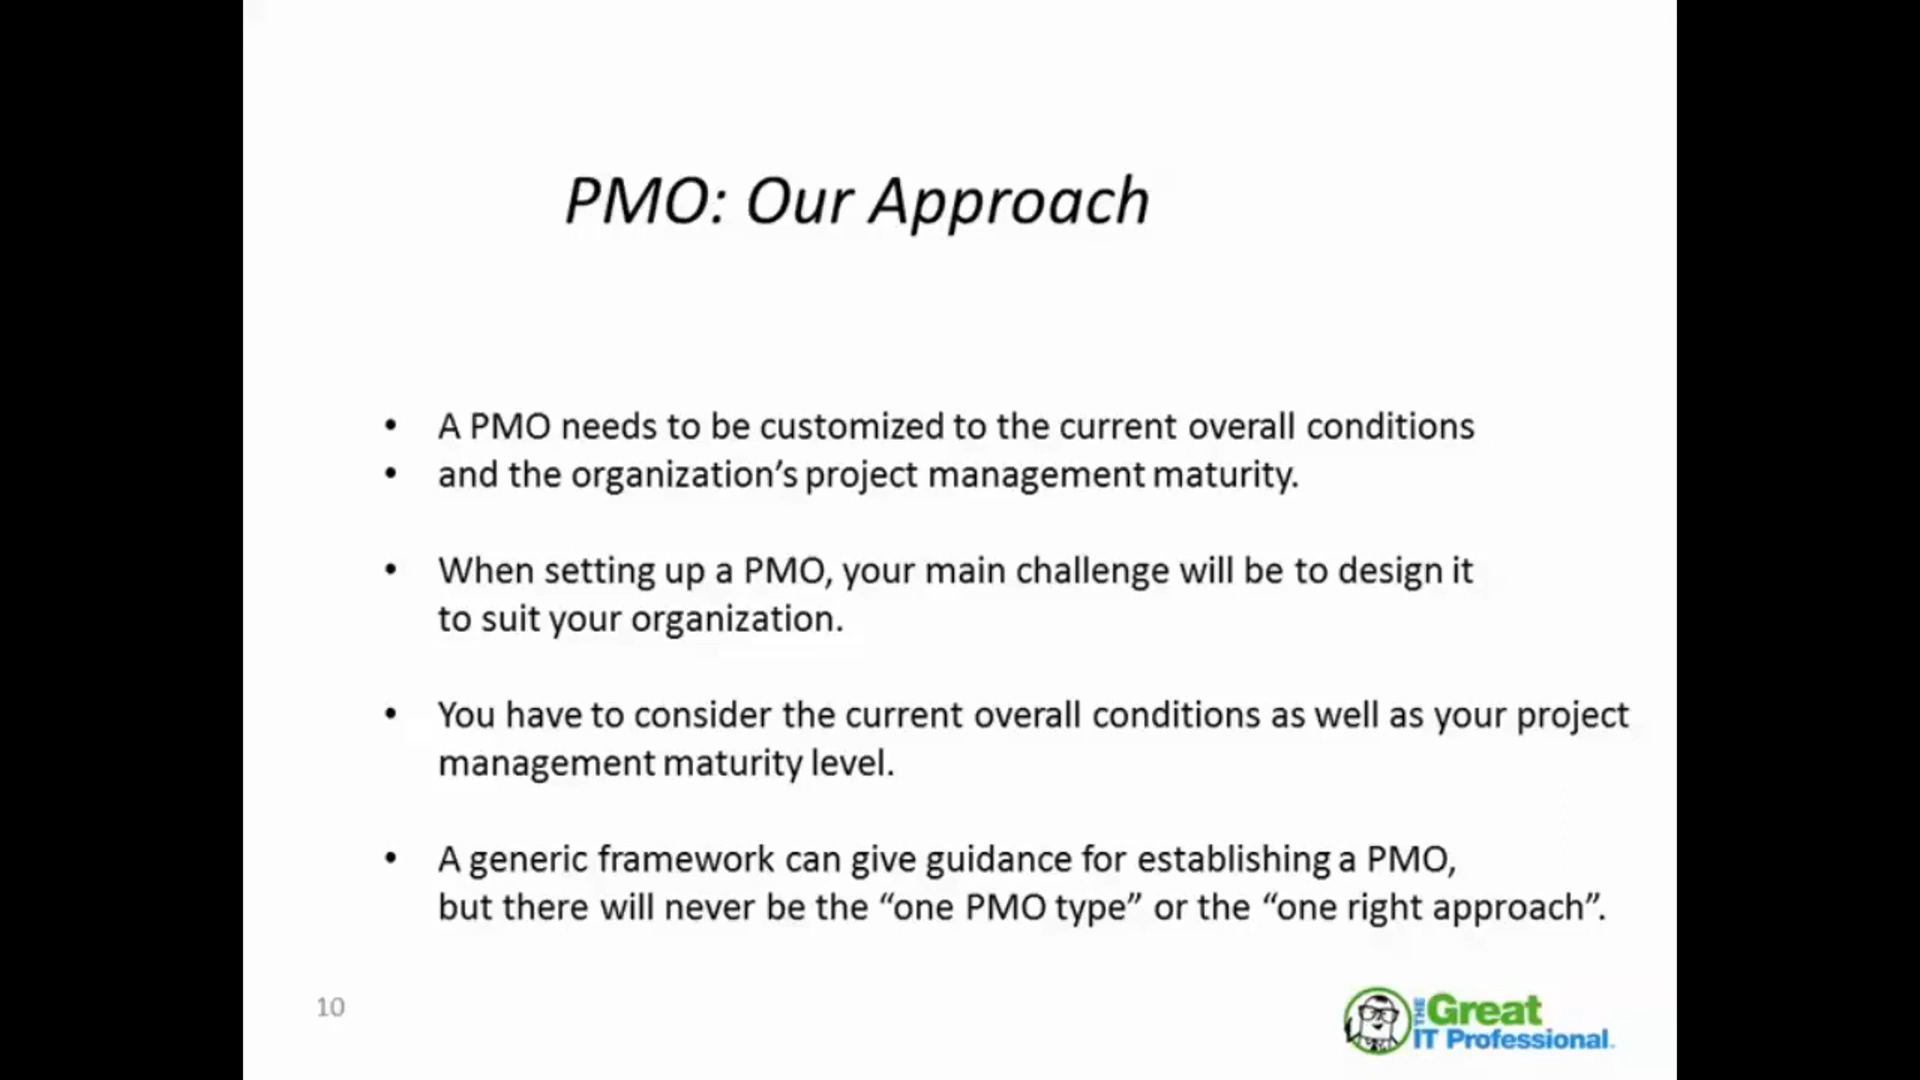 PMO: Our Approach
• A PMO needs to be customized to the current overall conditions
• and the organization’s project management maturity.
• When setting up a PMO, your main challenge will be to design it
to suit your organization.
• You have to consider the current overall conditions as well as your project
management maturity level.
• A generic framework can give guidance for establishing a PMO,
but there will never be the “one PMO type” or the “one right approach”.
10
THE Great
IT Professional.